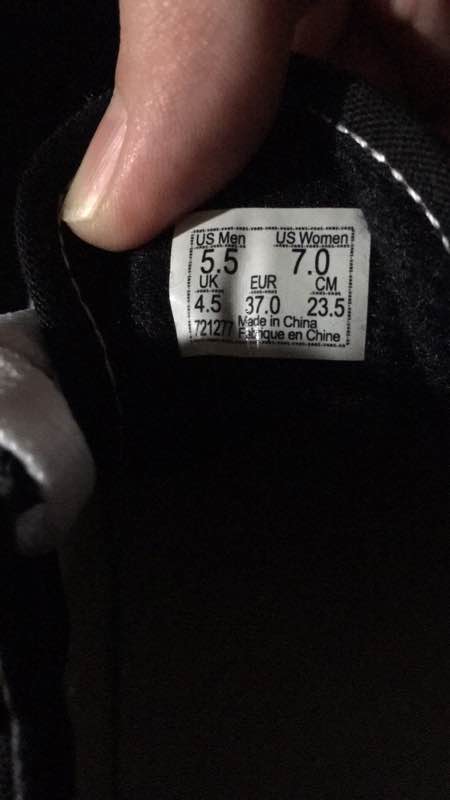 US Men US Women
5.5 7.0
UK EUR CM
4.5 37.0 23.5
721277 Made in China
Fabrique en Chine